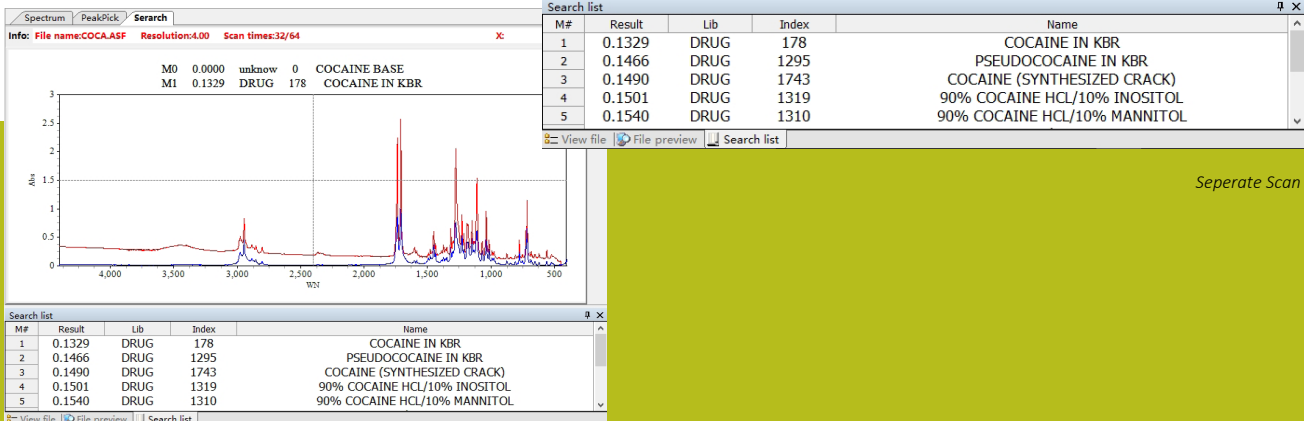 Spectrum PeakPick Serarch
Info: File name:COCA.ASF Resolution:4.00 Scan times:32/64 X:
M0 0.0000 unknow 0 COCAINE BASE
M1 0.1329 DRUG 178 COCAINE IN KBR
3
2.5
2
1.5
1
0.5
0
Abs
4,000 3,500 3,000 2,500 2,000 1,500 1,000 500
WN
Search list
M# Result Lib Index Name
1 0.1329 DRUG 178 COCAINE IN KBR
2 0.1466 DRUG 1295 PSEUDOCOCAINE IN KBR
3 0.1490 DRUG 1743 COCAINE (SYNTHESIZED CRACK)
4 0.1501 DRUG 1319 90% COCAINE HCL/10% INOSITOL
5 0.1540 DRUG 1310 90% COCAINE HCL/10% MANNITOL
View file File preview Search list
Search list
M# Result Lib Index Name
1 0.1329 DRUG 178 COCAINE IN KBR
2 0.1466 DRUG 1295 PSEUDOCOCAINE IN KBR
3 0.1490 DRUG 1743 COCAINE (SYNTHESIZED CRACK)
4 0.1501 DRUG 1319 90% COCAINE HCL/10% INOSITOL
5 0.1540 DRUG 1310 90% COCAINE HCL/10% MANNITOL
View file File preview Search list
Seperate Scan